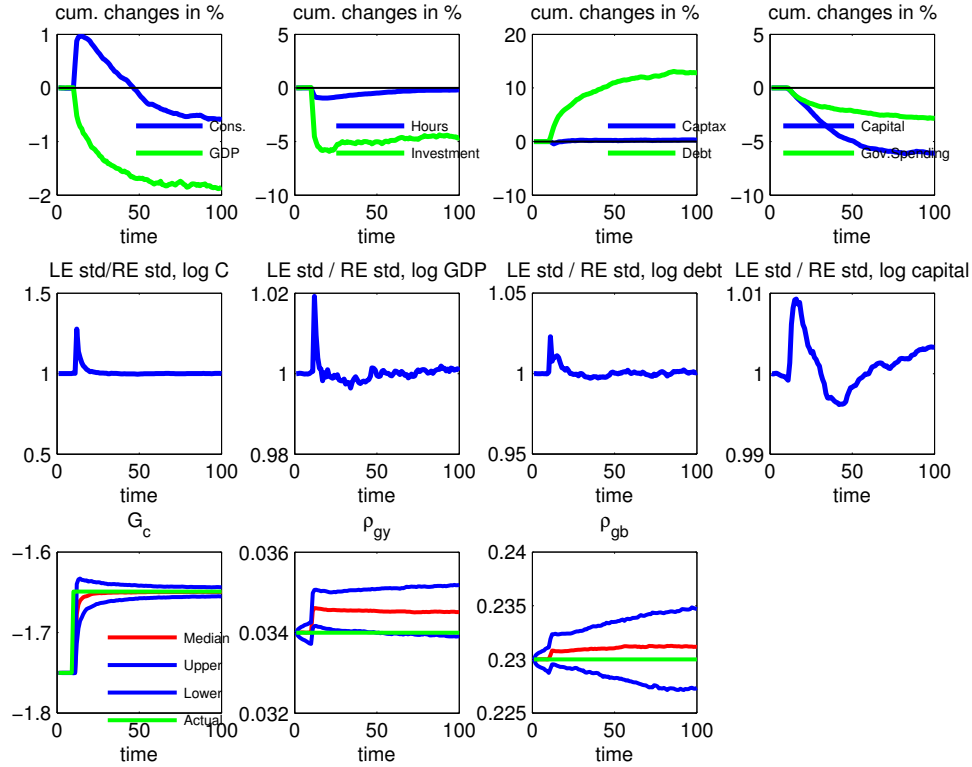 cum. changes in % cum. changes in % cum. changes in % cum. changes in %
1 5 20 10
0 0 10 5
-1 -5 0 0
-2 -10 -10 -5
-10
Cons. Hours Captax Capital
GDP Investment Debt Gov.Spending
0 50 100 0 50 100 0 50 100 0 50 100
time time time time
LE std/RE std, log C LE std / RE std, log GDP LE std / RE std, log debt LE std / RE std, log capital
1.5 1.02 1.05 1.01
1 1 1 1
0.5 0.98 0.95 0.99
0 50 100 0 50 100 0 50 100 0 50 100
time time time time
G_c ρ_gy ρ_gb
-1.6 0.036 0.24
0.235
-1.7 0.034 0.23
-1.8 0.032 0.225
Median
Upper
Lower
Actual
0 50 100 0 50 100 0 50 100
time time time